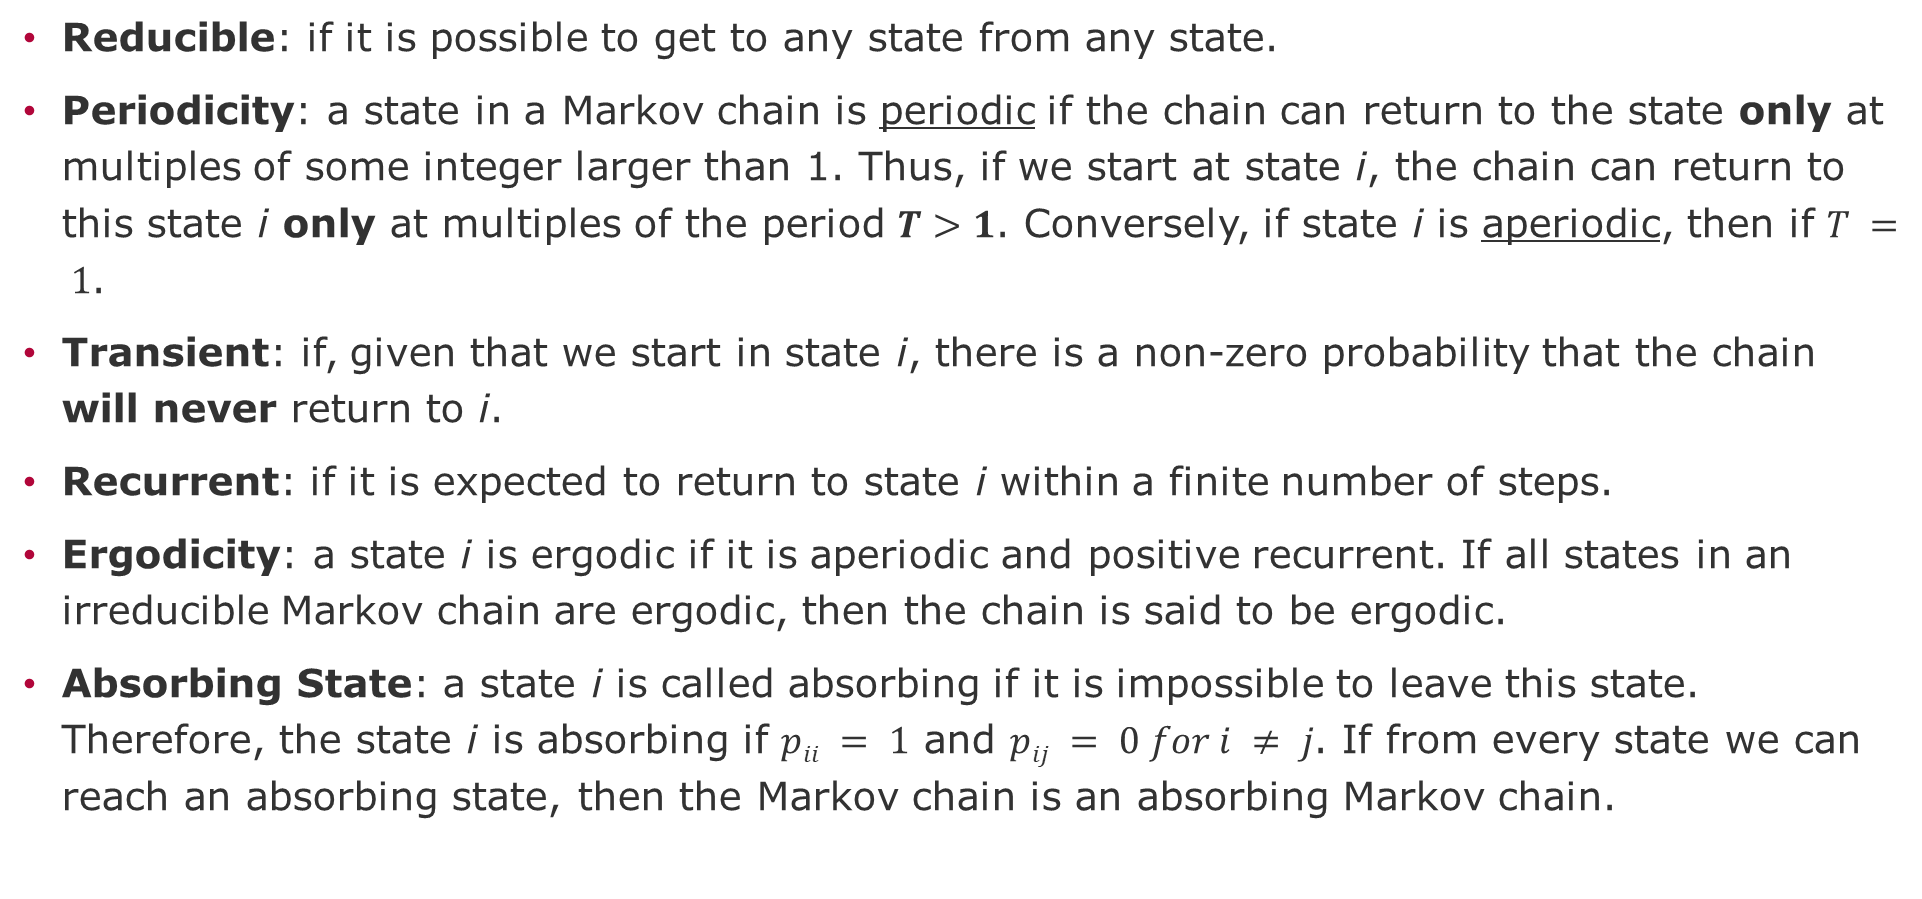 • Reducible: if it is possible to get to any state from any state.
• Periodicity: a state in a Markov chain is periodic if the chain can return to the state only at
multiples of some integer larger than 1. Thus, if we start at state i, the chain can return to
this state i only at multiples of the period T > 1. Conversely, if state i is aperiodic, then if T =
1.
• Transient: if, given that we start in state i, there is a non-zero probability that the chain
will never return to i.
• Recurrent: if it is expected to return to state i within a finite number of steps.
• Ergodicity: a state i is ergodic if it is aperiodic and positive recurrent. If all states in an
irreducible Markov chain are ergodic, then the chain is said to be ergodic.
• Absorbing State: a state i is called absorbing if it is impossible to leave this state.
Therefore, the state i is absorbing if p_ii = 1 and p_ij = 0 for i ≠ j. If from every state we can
reach an absorbing state, then the Markov chain is an absorbing Markov chain.